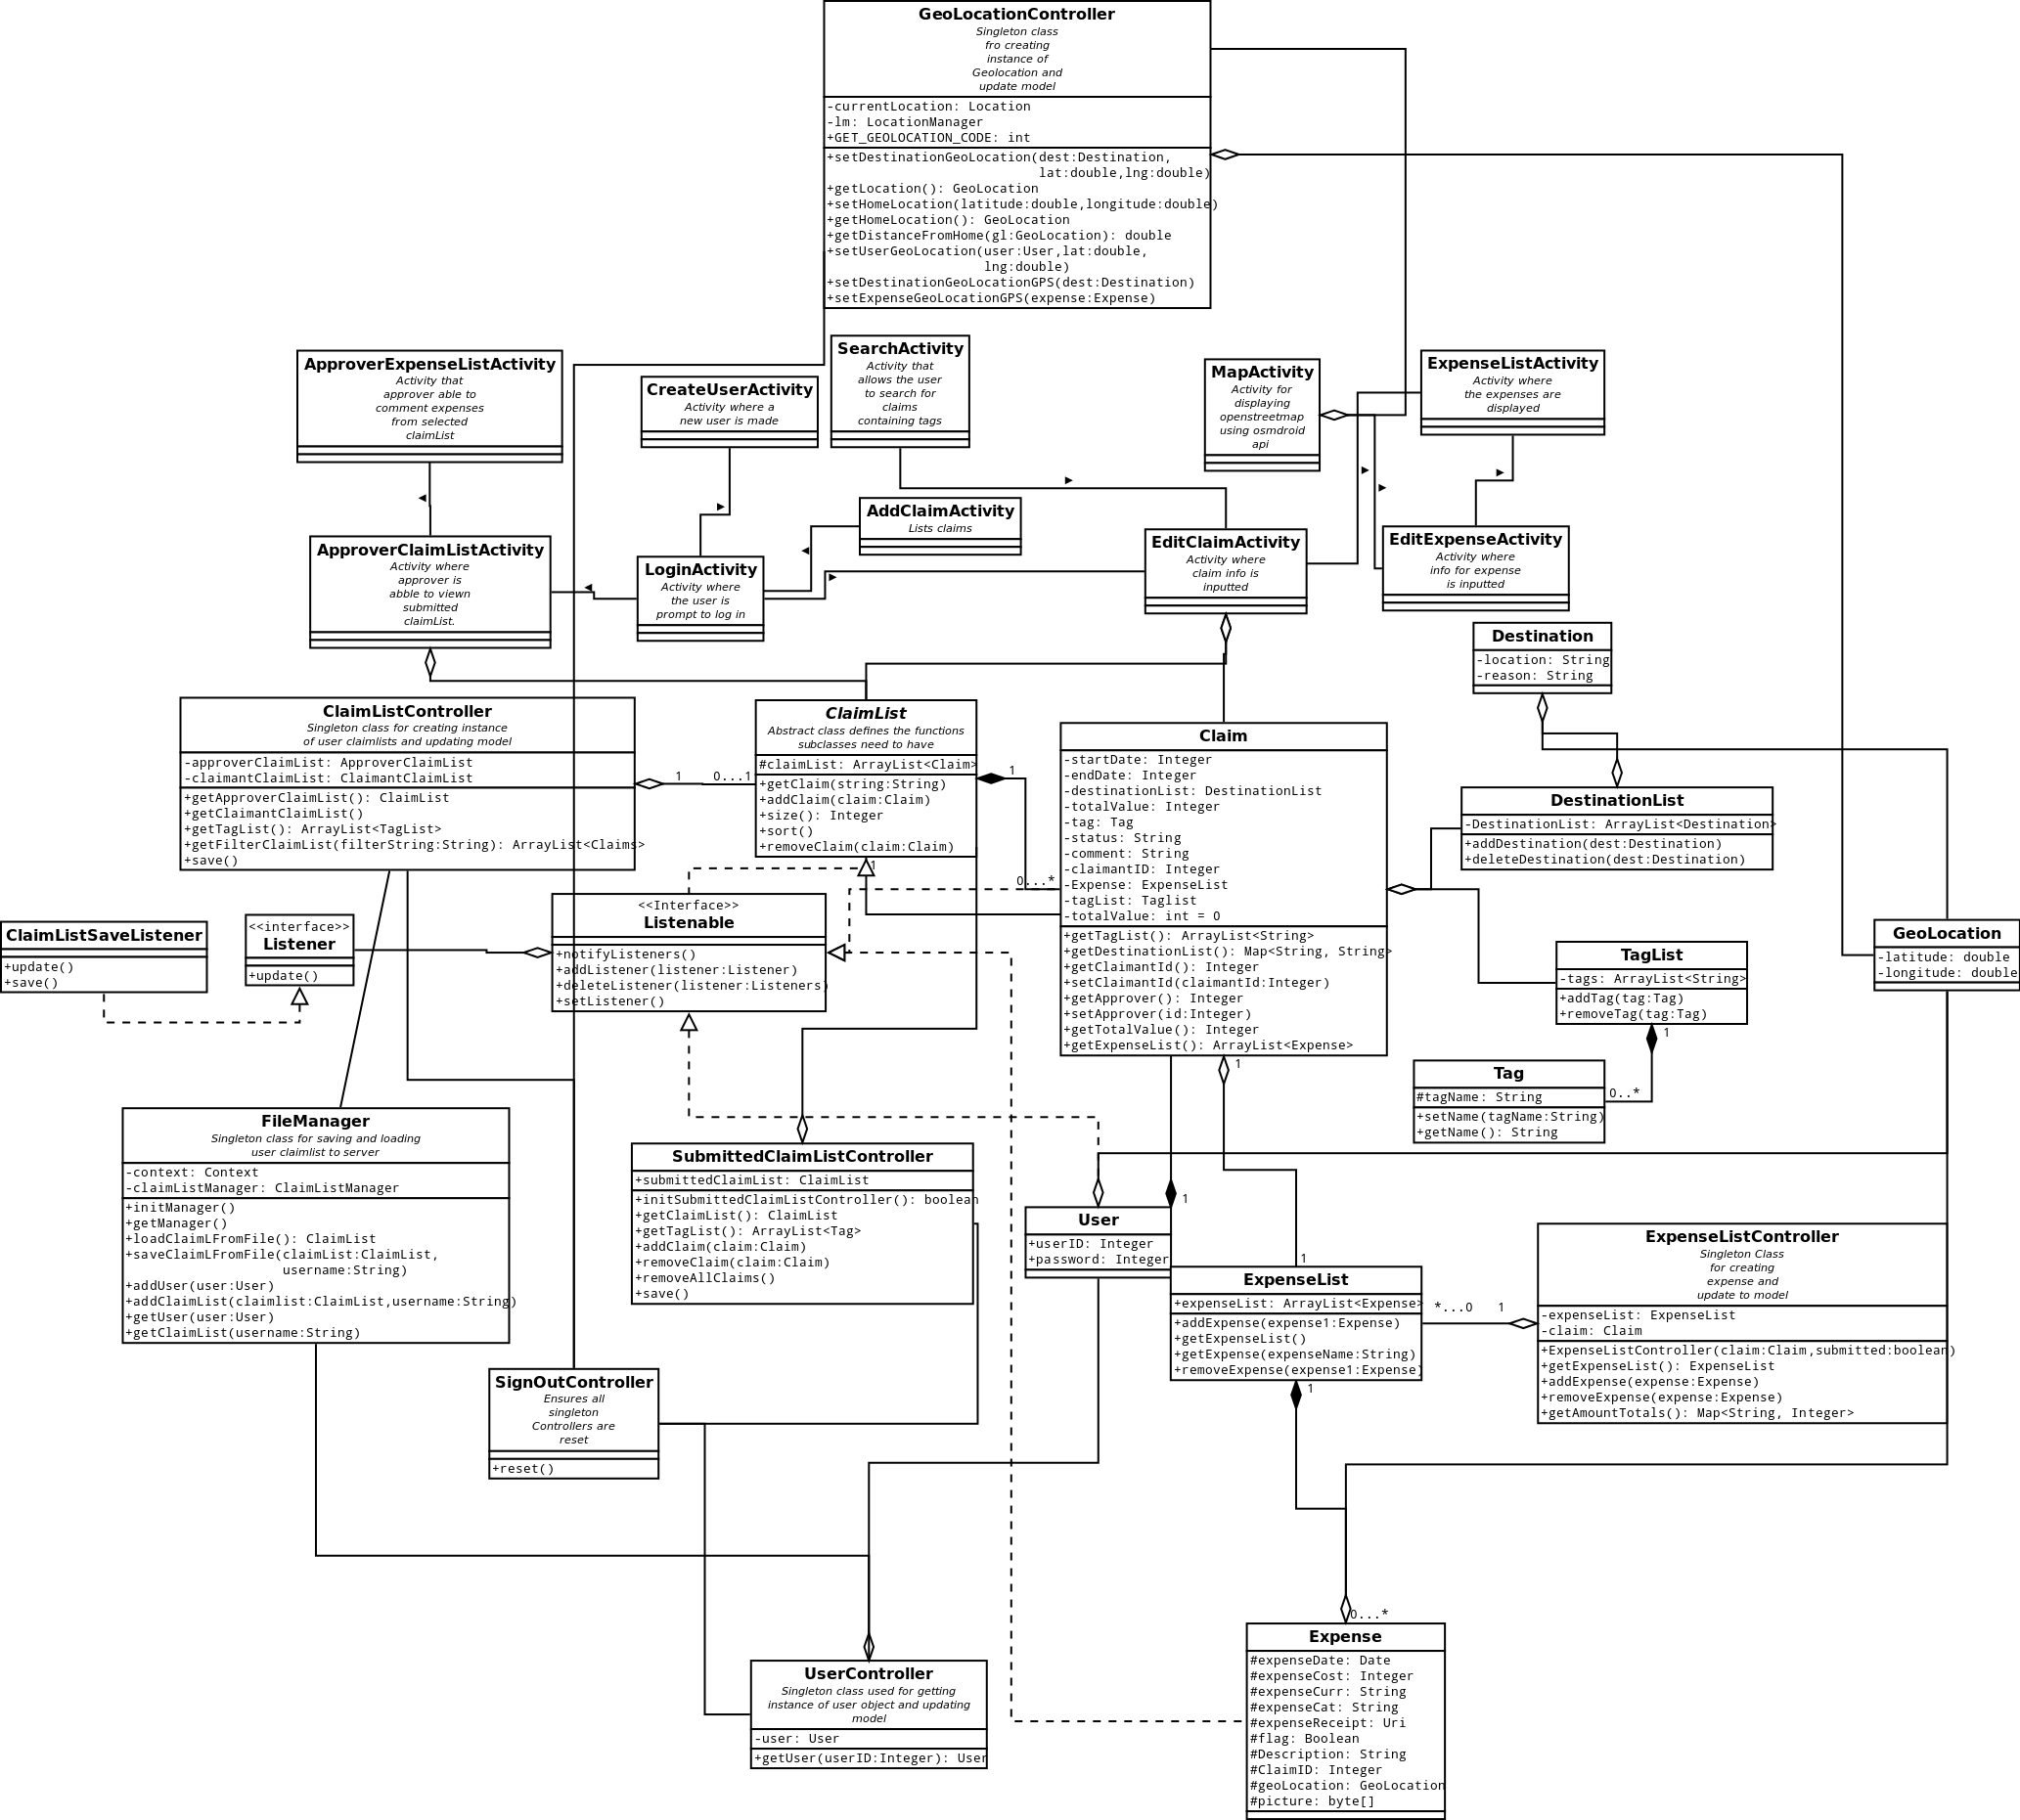 GeoLocationController
Singleton class
fro creating
instance of
Geolocation and
update model
-currentLocation: Location
-lm: LocationManager
+GET_GEOLOCATION_CODE: int
+setDestinationGeoLocation(dest:Destination,
lat:double,lng:double)
+getLocation(): GeoLocation
+setHomeLocation(latitude:double,longitude:double)
+getHomeLocation(): GeoLocation
+getDistanceFromHome(gl:GeoLocation): double
+setUserGeoLocation(user:User,lat:double,
lng:double)
+setDestinationGeoLocationGPS(dest:Destination)
+setExpenseGeoLocationGPS(expense:Expense)
ApproverExpenseListActivity
Activity that
approver able to
comment expenses
from selected
claimList
CreateUserActivity
Activity where a
new user is made
SearchActivity
Activity that
allows the user
to search for
claims
containing tags
MapActivity
Activity for
displaying
openstreetmap
using osmdroid
api
ExpenseListActivity
Activity where
the expenses are
displayed
ApproverClaimListActivity
Activity where
approver is
abble to viewn
submitted
claimList.
LoginActivity
Activity where
the user is
prompt to log in
AddClaimActivity
Lists claims
EditClaimActivity
Activity where
claim info is
inputted
EditExpenseActivity
Activity where
info for expense
is inputted
Destination
-location: String
-reason: String
ClaimListController
Singleton class for creating instance
of user claimlists and updating model
-approverClaimList: ApproverClaimList
-claimantClaimList: ClaimantClaimList
+getApproverClaimList(): ClaimList
+getClaimantClaimList()
+getTagList(): ArrayList<TagList>
+getFilterClaimList(filterString:String): ArrayList<Claims>
+save()
1
0...1
ClaimList
Abstract class defines the functions
subclasses need to have
#claimList: ArrayList<Claim>
+getClaim(string:String)
+addClaim(claim:Claim)
+size(): Integer
+sort()
+removeClaim(claim:Claim)
1
1
0...*
Claim
-startDate: Integer
-endDate: Integer
-destinationList: DestinationList
-totalValue: Integer
-tag: Tag
-status: String
-comment: String
-claimantID: Integer
-Expense: ExpenseList
-tagList: Taglist
-totalValue: int = 0
+getTagList(): ArrayList<String>
+getDestinationList(): Map<String, String>
+getClaimantId(): Integer
+setClaimantId(claimantId:Integer)
+getApprover(): Integer
+setApprover(id:Integer)
+getTotalValue(): Integer
+getExpenseList(): ArrayList<Expense>
1
DestinationList
-DestinationList: ArrayList<Destination>
+addDestination(dest:Destination)
+deleteDestination(dest:Destination)
GeoLocation
-latitude: double
-longitude: double
TagList
-tags: ArrayList<String>
+addTag(tag:Tag)
+removeTag(tag:Tag)
1
Tag
#tagName: String
+setName(tagName:String)
+getName(): String
0..*
ClaimListSaveListener
+update()
+save()
<<interface>>
Listener
+update()
<<Interface>>
Listenable
+notifyListeners()
+addListener(listener:Listener)
+deleteListener(listener:Listeners)
+setListener()
FileManager
Singleton class for saving and loading
user claimlist to server
-context: Context
-claimListManager: ClaimListManager
+initManager()
+getManager()
+loadClaimLFromFile(): ClaimList
+saveClaimLFromFile(claimList:ClaimList,
username:String)
+addUser(user:User)
+addClaimList(claimlist:ClaimList,username:String)
+getUser(user:User)
+getClaimList(username:String)
SubmittedClaimListController
+submittedClaimList: ClaimList
+initSubmittedClaimListController(): boolean
+getClaimList(): ClaimList
+getTagList(): ArrayList<Tag>
+addClaim(claim:Claim)
+removeClaim(claim:Claim)
+removeAllClaims()
+save()
User
+userID: Integer
+password: Integer
1
1
ExpenseList
+expenseList: ArrayList<Expense>
+addExpense(expense1:Expense)
+getExpenseList()
+getExpense(expenseName:String)
+removeExpense(expense1:Expense)
*...0
1
1
ExpenseListController
Singleton Class
for creating
expense and
update to model
-expenseList: ExpenseList
-claim: Claim
+ExpenseListController(claim:Claim,submitted:boolean)
+getExpenseList(): ExpenseList
+addExpense(expense:Expense)
+removeExpense(expense:Expense)
+getAmountTotals(): Map<String, Integer>
SignOutController
Ensures all
singleton
Controllers are
reset
+reset()
UserController
Singleton class used for getting
instance of user object and updating
model
-user: User
+getUser(userID:Integer): User
0...*
Expense
#expenseDate: Date
#expenseCost: Integer
#expenseCurr: String
#expenseCat: String
#expenseReceipt: Uri
#flag: Boolean
#Description: String
#ClaimID: Integer
#geoLocation: GeoLocation
#picture: byte[]